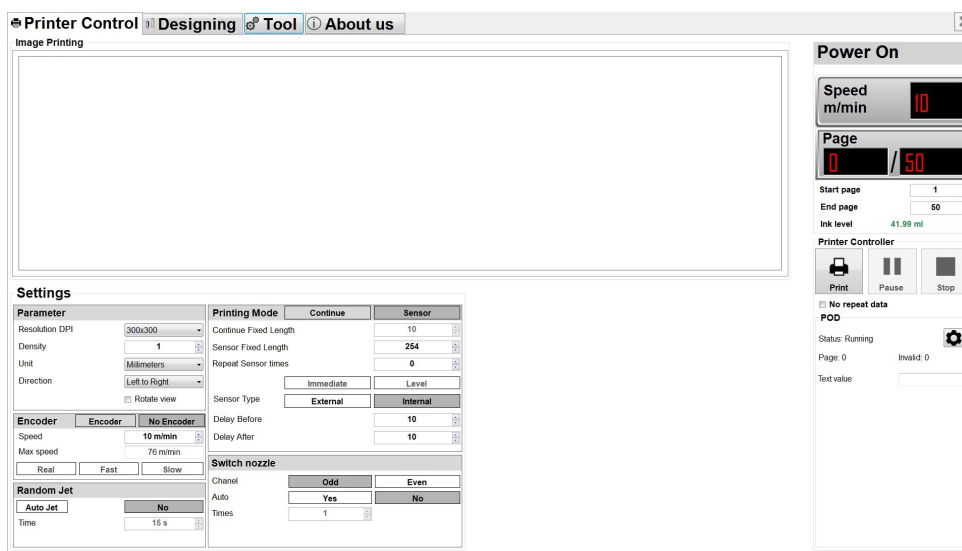 Printer Control Designing Tool About us
Image Printing
Power On
Speed
m/min
10
Page
0 / 50
Start page 1
End page 50
Ink level 41.99 ml
Printer Controller
Print Pause Stop
No repeat data
POD
Status: Running
Page: 0 Invalid: 0
Text value
Settings
Parameter
Resolution DPI 300x300
Density 1
Unit Millimeters
Direction Left to Right
Rotate view
Encoder Encoder No Encoder
Speed 10 m/min
Max speed 76 m/min
Real Fast Slow
Random Jet
Auto Jet No
Time 15 s
Printing Mode Continue Sensor
Continue Fixed Length 10
Sensor Fixed Length 254
Repeat Sensor times 0
Immediate Level
Sensor Type External Internal
Delay Before 10
Delay After 10
Switch nozzle
Chanel Odd Even
Auto Yes No
Times 1